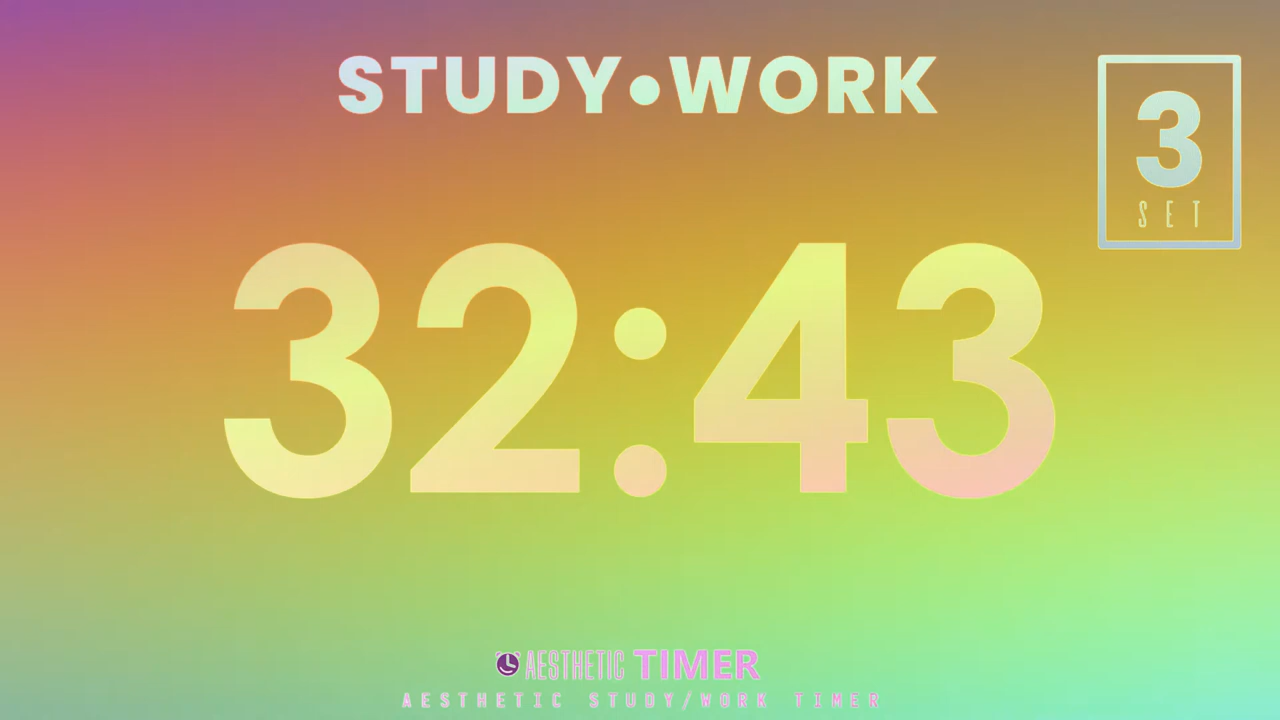 STUDY•WORK
3
SET
32:43
AESTHETIC TIMER
AESTHETIC STUDY/WORK TIMER